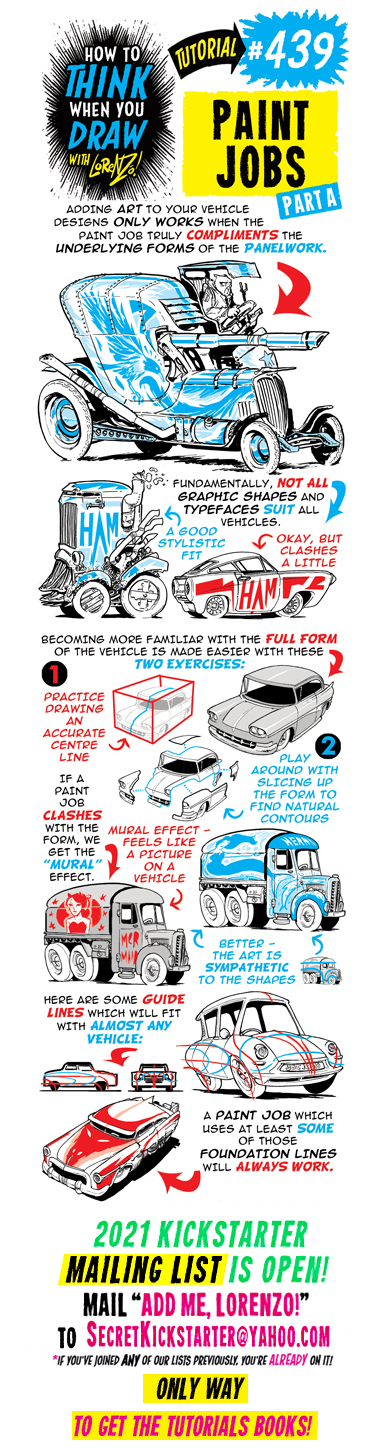 HOW TO
THINK
WHEN YOU
DRAW
WITH LORENZO!
TUTORIAL
#439
PAINT
JOBS
PART A
ADDING ART TO YOUR VEHICLE
DESIGNS ONLY WORKS WHEN THE
PAINT JOB TRULY COMPLIMENTS THE
UNDERLYING FORMS OF THE PANELWORK.
FUNDAMENTALLY, NOT ALL
GRAPHIC SHAPES AND
TYPEFACES SUIT ALL
VEHICLES.
A GOOD
STYLISTIC
FIT
OKAY, BUT
CLASHES
A LITTLE
HAM
HAM
BECOMING MORE FAMILIAR WITH THE FULL FORM
OF THE VEHICLE IS MADE EASIER WITH THESE
TWO EXERCISES:
1
PRACTICE
DRAWING
AN
ACCURATE
CENTRE
LINE
2
PLAY
AROUND WITH
SLICING UP
THE FORM TO
FIND NATURAL
CONTOURS
IF A
PAINT
JOB
CLASHES
WITH THE
FORM, WE
GET THE
"MURAL"
EFFECT.
MURAL EFFECT -
FEELS LIKE
A PICTURE
ON A
VEHICLE
MER
MAID
BETTER -
THE ART IS
SYMPATHETIC
TO THE SHAPES
HERE ARE SOME GUIDE
LINES WHICH WILL FIT
WITH ALMOST ANY
VEHICLE:
A PAINT JOB WHICH
USES AT LEAST SOME
OF THOSE
FOUNDATION LINES
WILL ALWAYS WORK.
2021 KICKSTARTER
MAILING LIST IS OPEN!
MAIL "ADD ME, LORENZO!"
TO SECRETKICKSTARTER@YAHOO.COM
*IF YOU'VE JOINED ANY OF OUR LISTS PREVIOUSLY, YOU'RE ALREADY ON IT!
ONLY WAY
TO GET THE TUTORIALS BOOKS!